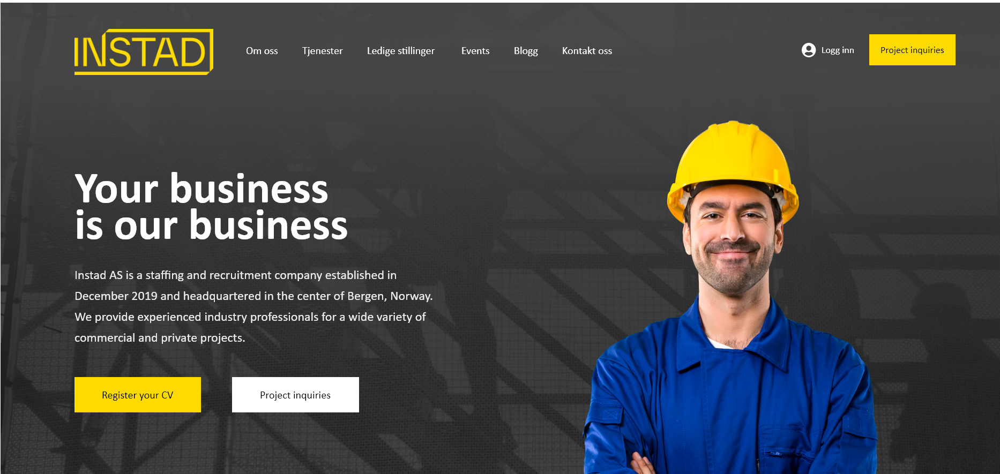 INSTAD
Om oss
Tjenester
Ledige stillinger
Events
Blogg
Kontakt oss
Logg inn
Project inquiries
Your business
is our business
Instad AS is a staffing and recruitment company established in
December 2019 and headquartered in the center of Bergen, Norway.
We provide experienced industry professionals for a wide variety of
commercial and private projects.
Register your CV
Project inquiries